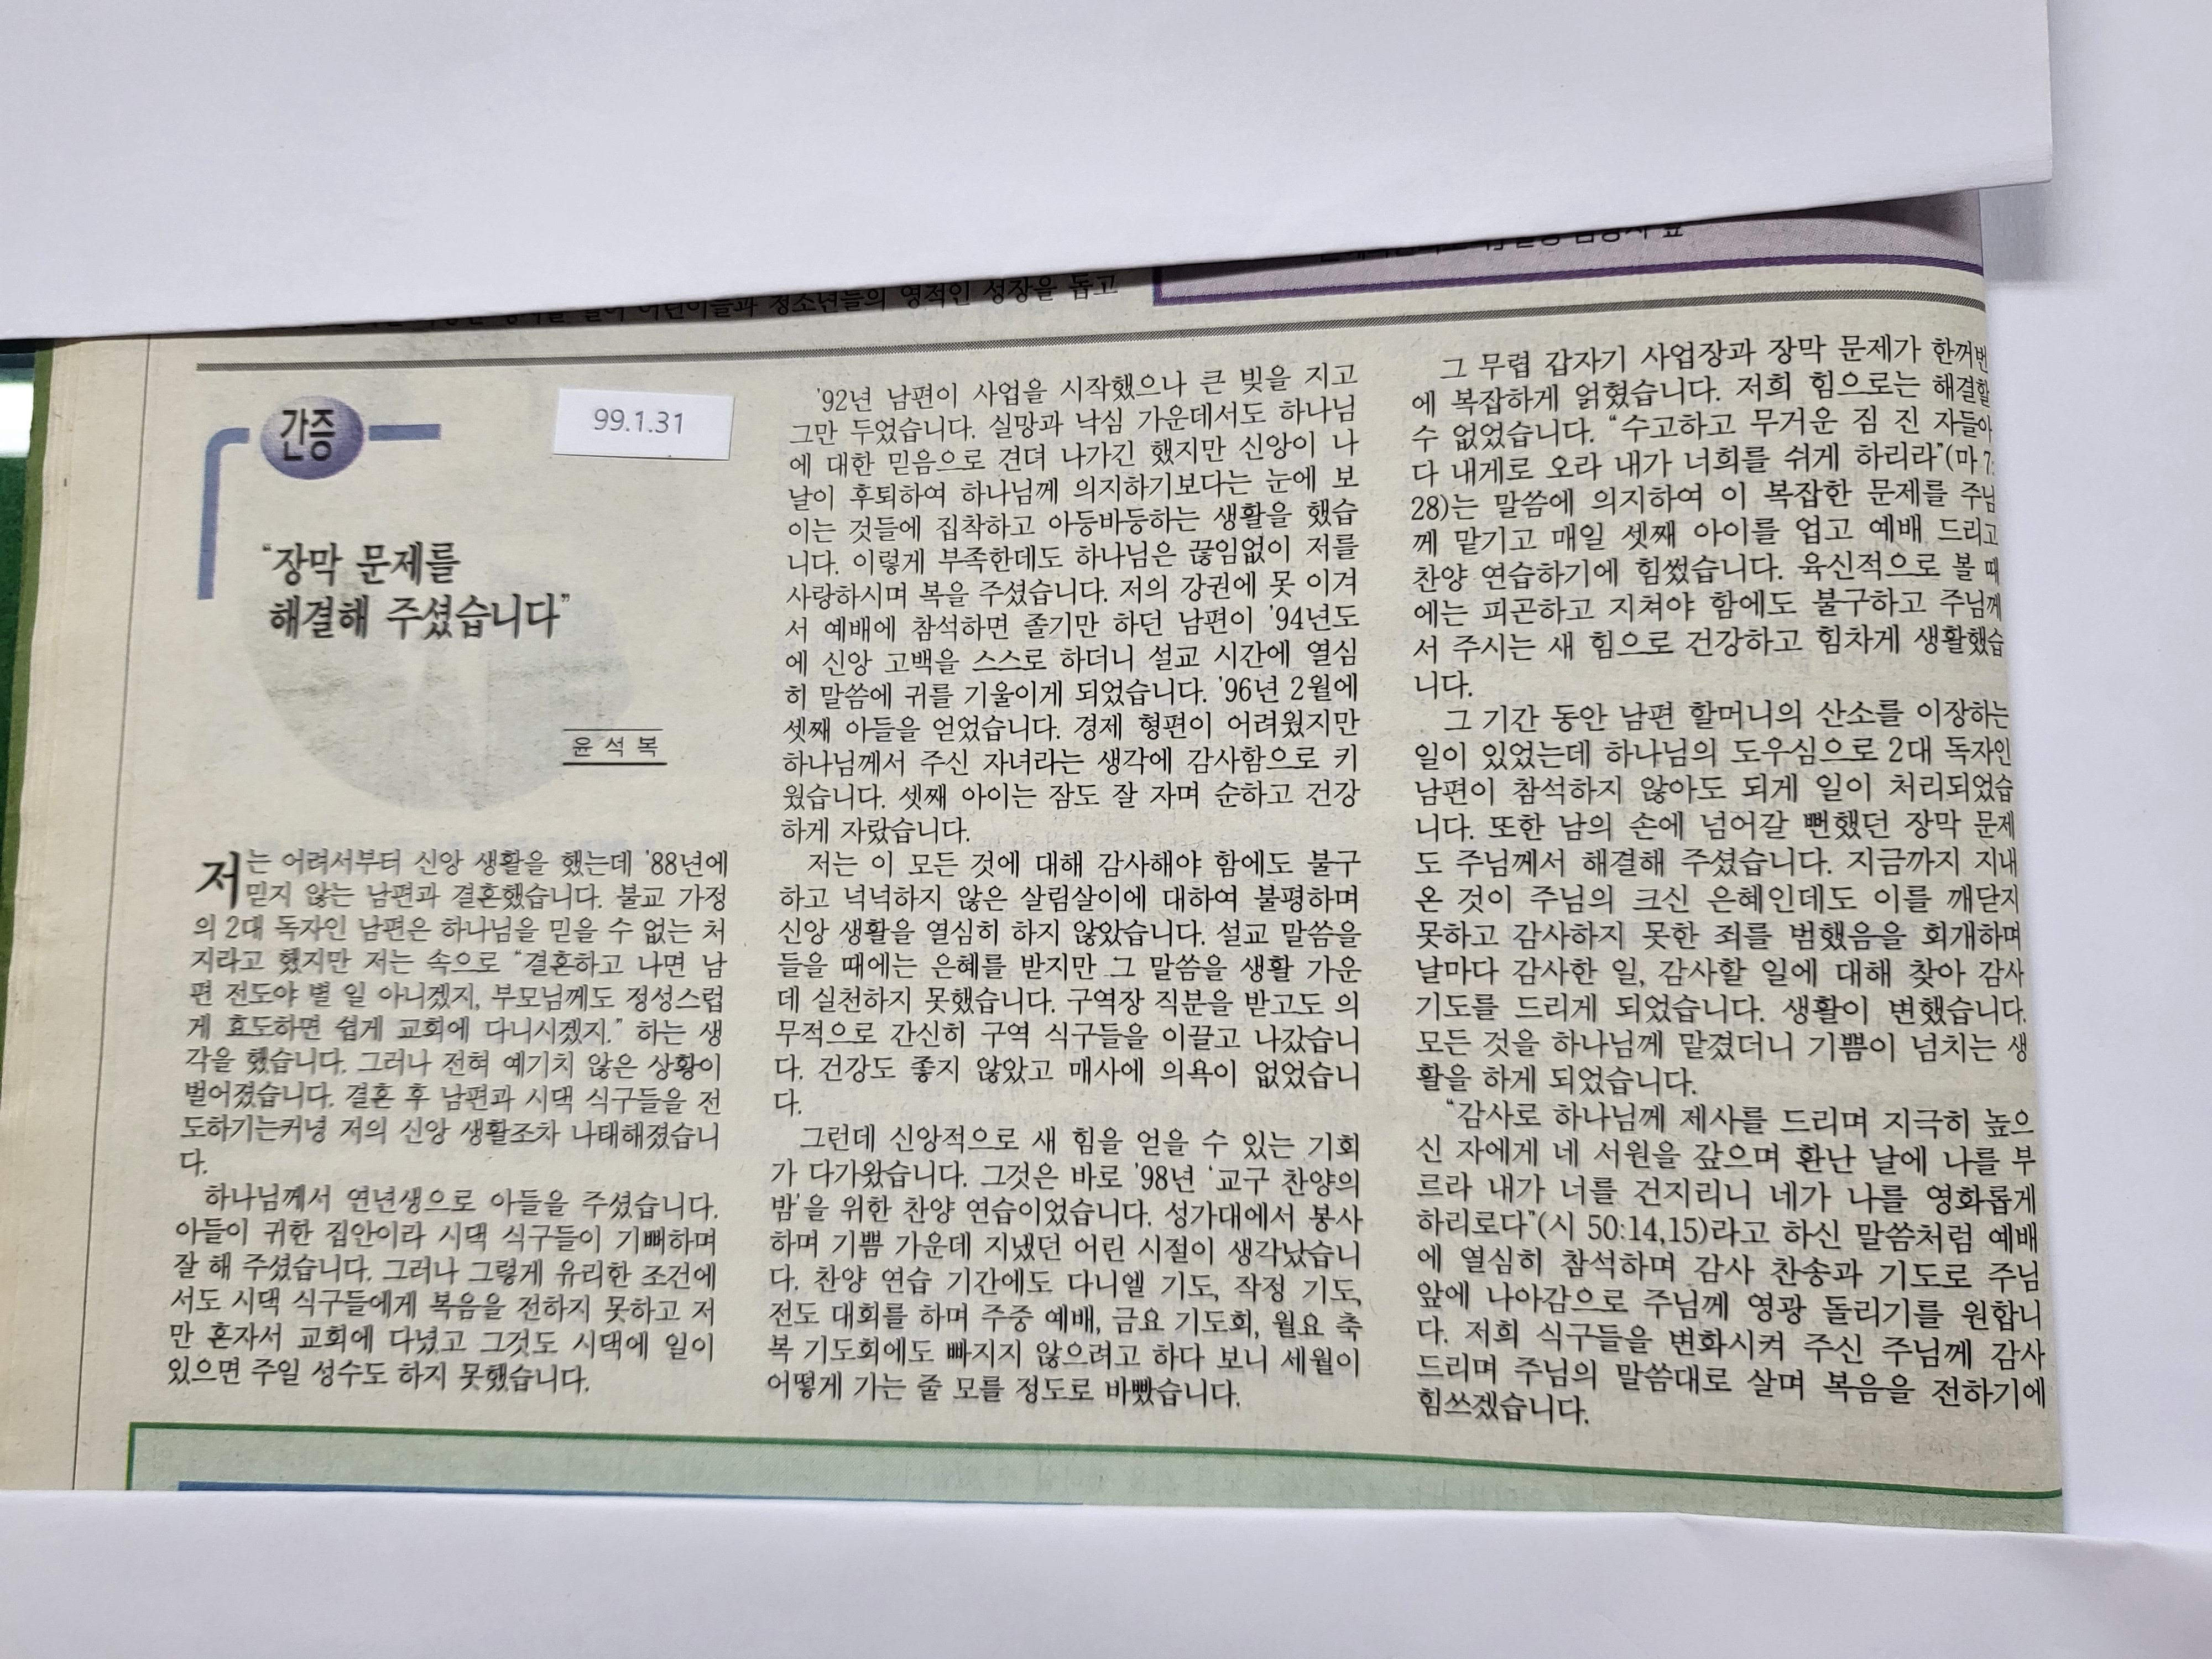 어린이들과 청소년들의 영적인 성장을 돕고
간증
99.1.31
“장막 문제를
해결해 주셨습니다”
윤 석 복
저는 어려서부터 신앙 생활을 했는데 '88년에
믿지 않는 남편과 결혼했습니다. 불교 가정
의 2대 독자인 남편은 하나님을 믿을 수 없는 처
지라고 했지만 저는 속으로 “결혼하고 나면 남
편 전도야 별 일 아니겠지, 부모님께도 정성스럽
게 효도하면 쉽게 교회에 다니시겠지.” 하는 생
각을 했습니다. 그러나 전혀 예기치 않은 상황이
벌어졌습니다. 결혼 후 남편과 시댁 식구들을 전
도하기는커녕 저의 신앙 생활조차 나태해졌습니
다.
하나님께서 연년생으로 아들을 주셨습니다.
아들이 귀한 집안이라 시댁 식구들이 기뻐하며
잘 해 주셨습니다. 그러나 그렇게 유리한 조건에
서도 시댁 식구들에게 복음을 전하지 못하고 저
만 혼자서 교회에 다녔고 그것도 시댁에 일이
있으면 주일 성수도 하지 못했습니다.
'92년 남편이 사업을 시작했으나 큰 빚을 지고
그만 두었습니다. 실망과 낙심 가운데서도 하나님
에 대한 믿음으로 견뎌 나가긴 했지만 신앙이 나
날이 후퇴하여 하나님께 의지하기보다는 눈에 보
이는 것들에 집착하고 아등바등하는 생활을 했습
니다. 이렇게 부족한데도 하나님은 끊임없이 저를
사랑하시며 복을 주셨습니다. 저의 강권에 못 이겨
서 예배에 참석하면 졸기만 하던 남편이 '94년도
에 신앙 고백을 스스로 하더니 설교 시간에 열심
히 말씀에 귀를 기울이게 되었습니다. '96년 2월에
셋째 아들을 얻었습니다. 경제 형편이 어려웠지만
하나님께서 주신 자녀라는 생각에 감사함으로 키
웠습니다. 셋째 아이는 잠도 잘 자며 순하고 건강
하게 자랐습니다.
저는 이 모든 것에 대해 감사해야 함에도 불구
하고 넉넉하지 않은 살림살이에 대하여 불평하며
신앙 생활을 열심히 하지 않았습니다. 설교 말씀을
들을 때에는 은혜를 받지만 그 말씀을 생활 가운
데 실천하지 못했습니다. 구역장 직분을 받고도 의
무적으로 간신히 구역 식구들을 이끌고 나갔습니
다. 건강도 좋지 않았고 매사에 의욕이 없었습니
다.
그런데 신앙적으로 새 힘을 얻을 수 있는 기회
가 다가왔습니다. 그것은 바로 '98년 ‘교구 찬양의
밤’을 위한 찬양 연습이었습니다. 성가대에서 봉사
하며 기쁨 가운데 지냈던 어린 시절이 생각났습니
다. 찬양 연습 기간에도 다니엘 기도, 작정 기도,
전도 대회를 하며 주중 예배, 금요 기도회, 월요 축
복 기도회에도 빠지지 않으려고 하다 보니 세월이
어떻게 가는 줄 모를 정도로 바빴습니다.
그 무렵 갑자기 사업장과 장막 문제가 한꺼번
에 복잡하게 얽혔습니다. 저희 힘으로는 해결할
수 없었습니다. “수고하고 무거운 짐 진 자들아
다 내게로 오라 내가 너희를 쉬게 하리라”(마 7:
28)는 말씀에 의지하여 이 복잡한 문제를 주님
께 맡기고 매일 셋째 아이를 업고 예배 드리고
찬양 연습하기에 힘썼습니다. 육신적으로 볼 때
에는 피곤하고 지쳐야 함에도 불구하고 주님께
서 주시는 새 힘으로 건강하고 힘차게 생활했습
니다.
그 기간 동안 남편 할머니의 산소를 이장하는
일이 있었는데 하나님의 도우심으로 2대 독자인
남편이 참석하지 않아도 되게 일이 처리되었습
니다. 또한 남의 손에 넘어갈 뻔했던 장막 문제
도 주님께서 해결해 주셨습니다. 지금까지 지내
온 것이 주님의 크신 은혜인데도 이를 깨닫지
못하고 감사하지 못한 죄를 범했음을 회개하며
날마다 감사한 일, 감사할 일에 대해 찾아 감사
기도를 드리게 되었습니다. 생활이 변했습니다.
모든 것을 하나님께 맡겼더니 기쁨이 넘치는 생
활을 하게 되었습니다.
“감사로 하나님께 제사를 드리며 지극히 높으
신 자에게 네 서원을 갚으며 환난 날에 나를 부
르라 내가 너를 건지리니 네가 나를 영화롭게
하리로다”(시 50:14,15)라고 하신 말씀처럼 예배
에 열심히 참석하며 감사 찬송과 기도로 주님
앞에 나아감으로 주님께 영광 돌리기를 원합니
다. 저희 식구들을 변화시켜 주신 주님께 감사
드리며 주님의 말씀대로 살며 복음을 전하기에
힘쓰겠습니다.